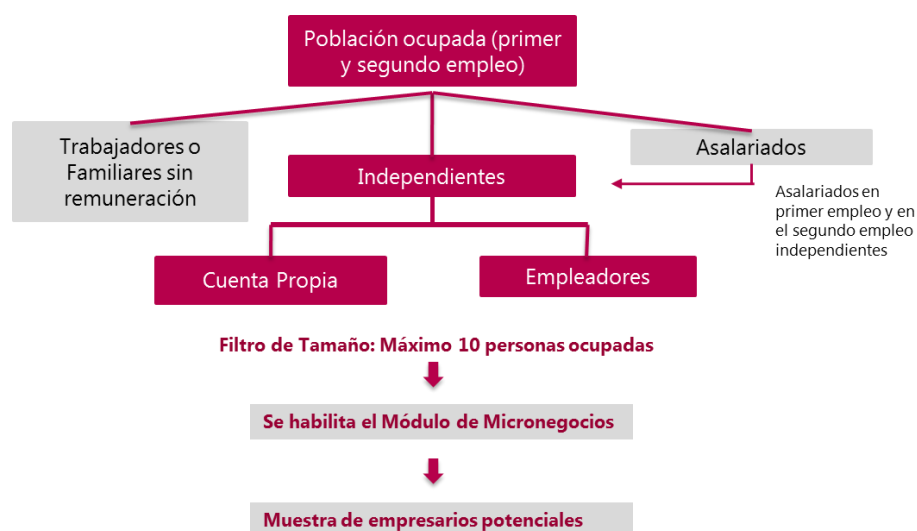 Población ocupada (primer
y segundo empleo)
Trabajadores o
Familiares sin
remuneración
Independientes
Asalariados
Asalariados en
primer empleo y en
el segundo empleo
independientes
Cuenta Propia
Empleadores
Filtro de Tamaño: Máximo 10 personas ocupadas
Se habilita el Módulo de Micronegocios
Muestra de empresarios potenciales